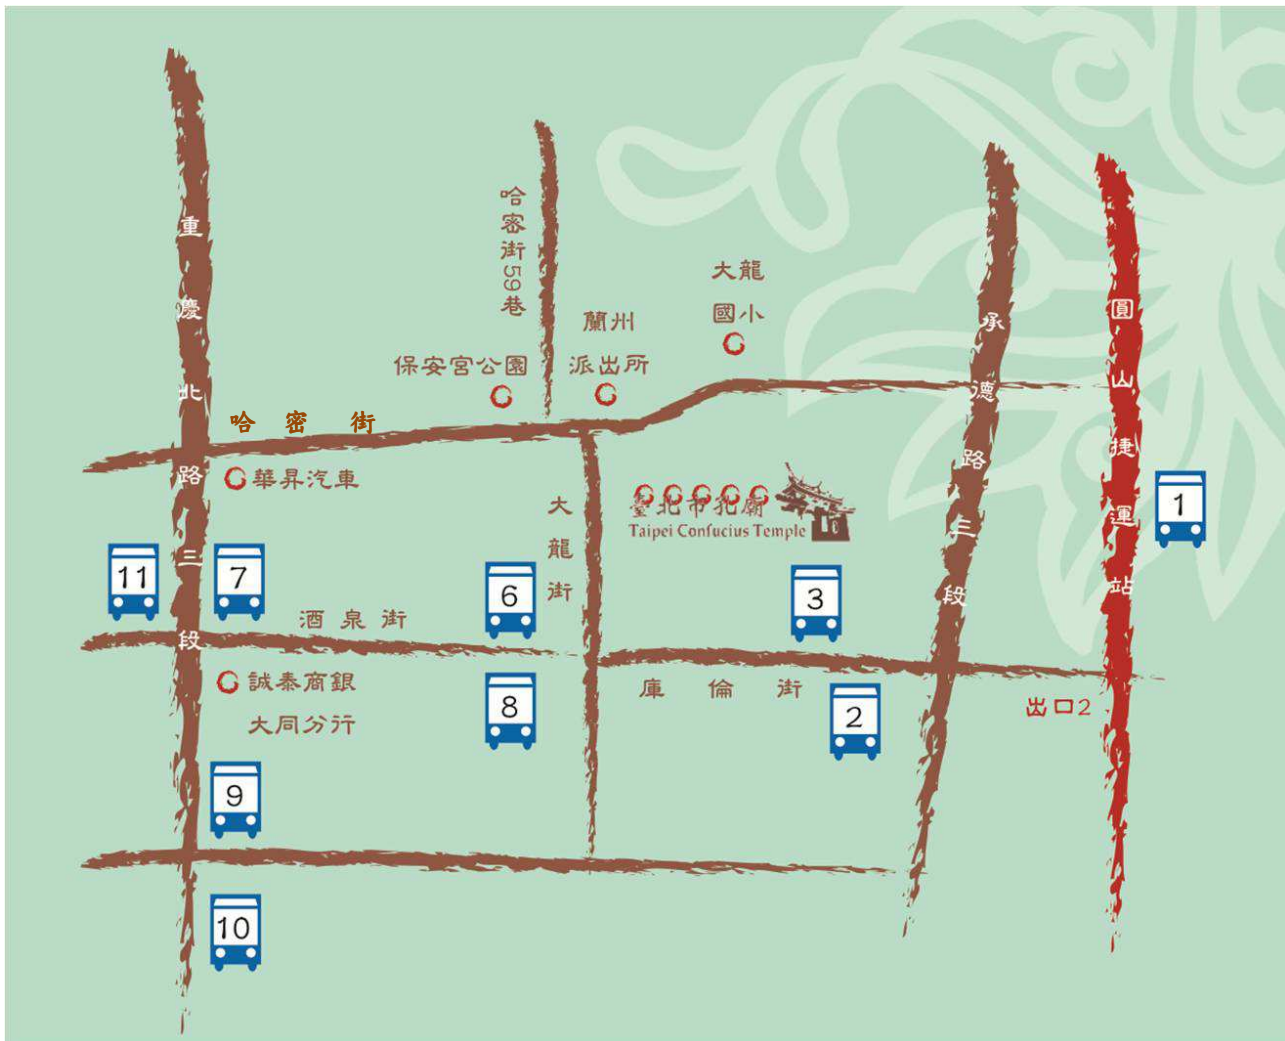 重慶北路三段
哈密街59巷
大龍
國小
蘭州
派出所
保安宮公園
哈密街
華昇汽車
承德路三段
圓山捷運站
大龍街
臺北市孔廟
Taipei Confucius Temple
1
11
7
6
3
酒泉街
庫倫街
誠泰商銀
大同分行
8
2
出口2
9
10